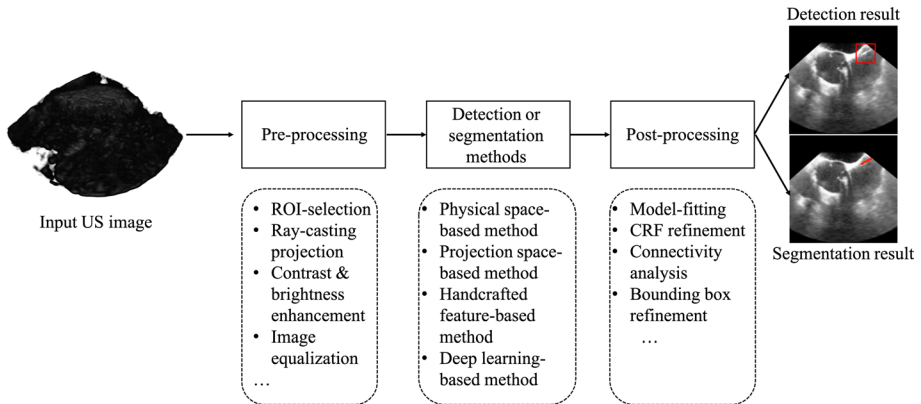 Detection result
Pre-processing
Detection or
segmentation
methods
Post-processing
Input US image
• ROI-selection
• Ray-casting
projection
• Contrast &
brightness
enhancement
• Image
equalization
…
• Physical space-
based method
• Projection space-
based method
• Handcrafted
feature-based
method
• Deep learning-
based method
• Model-fitting
• CRF refinement
• Connectivity
analysis
• Bounding box
refinement
…
Segmentation result